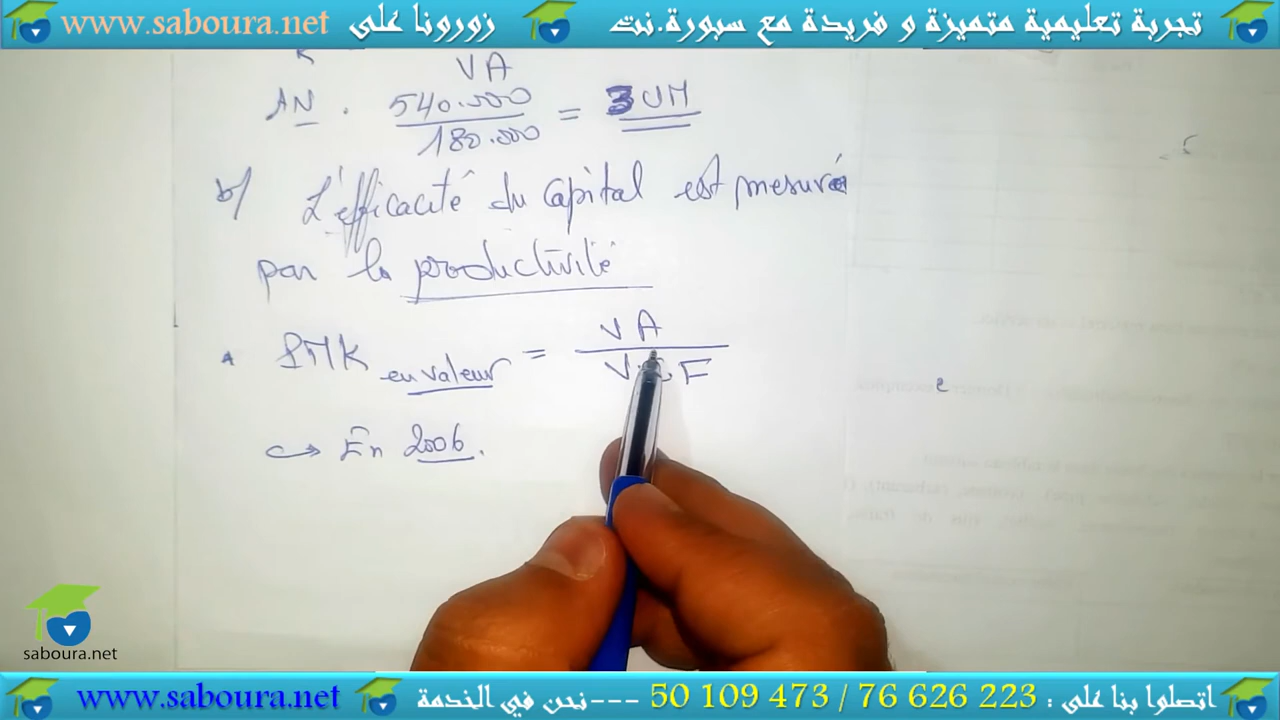 www.saboura.net زورونا على تجربة تعليمية متميزة و فريدة مع سبورة.نت
VA
AN . 540.000 / 180.000 = 3 UM
b) L'efficacité du capital est mesuré
par la productivité
PMK en valeur = VA / V.C.F
↪ En 2006.
saboura.net
www.saboura.net اتصلوا بنا على : 223 626 76 / 473 109 50 ---نحن في الخدمة